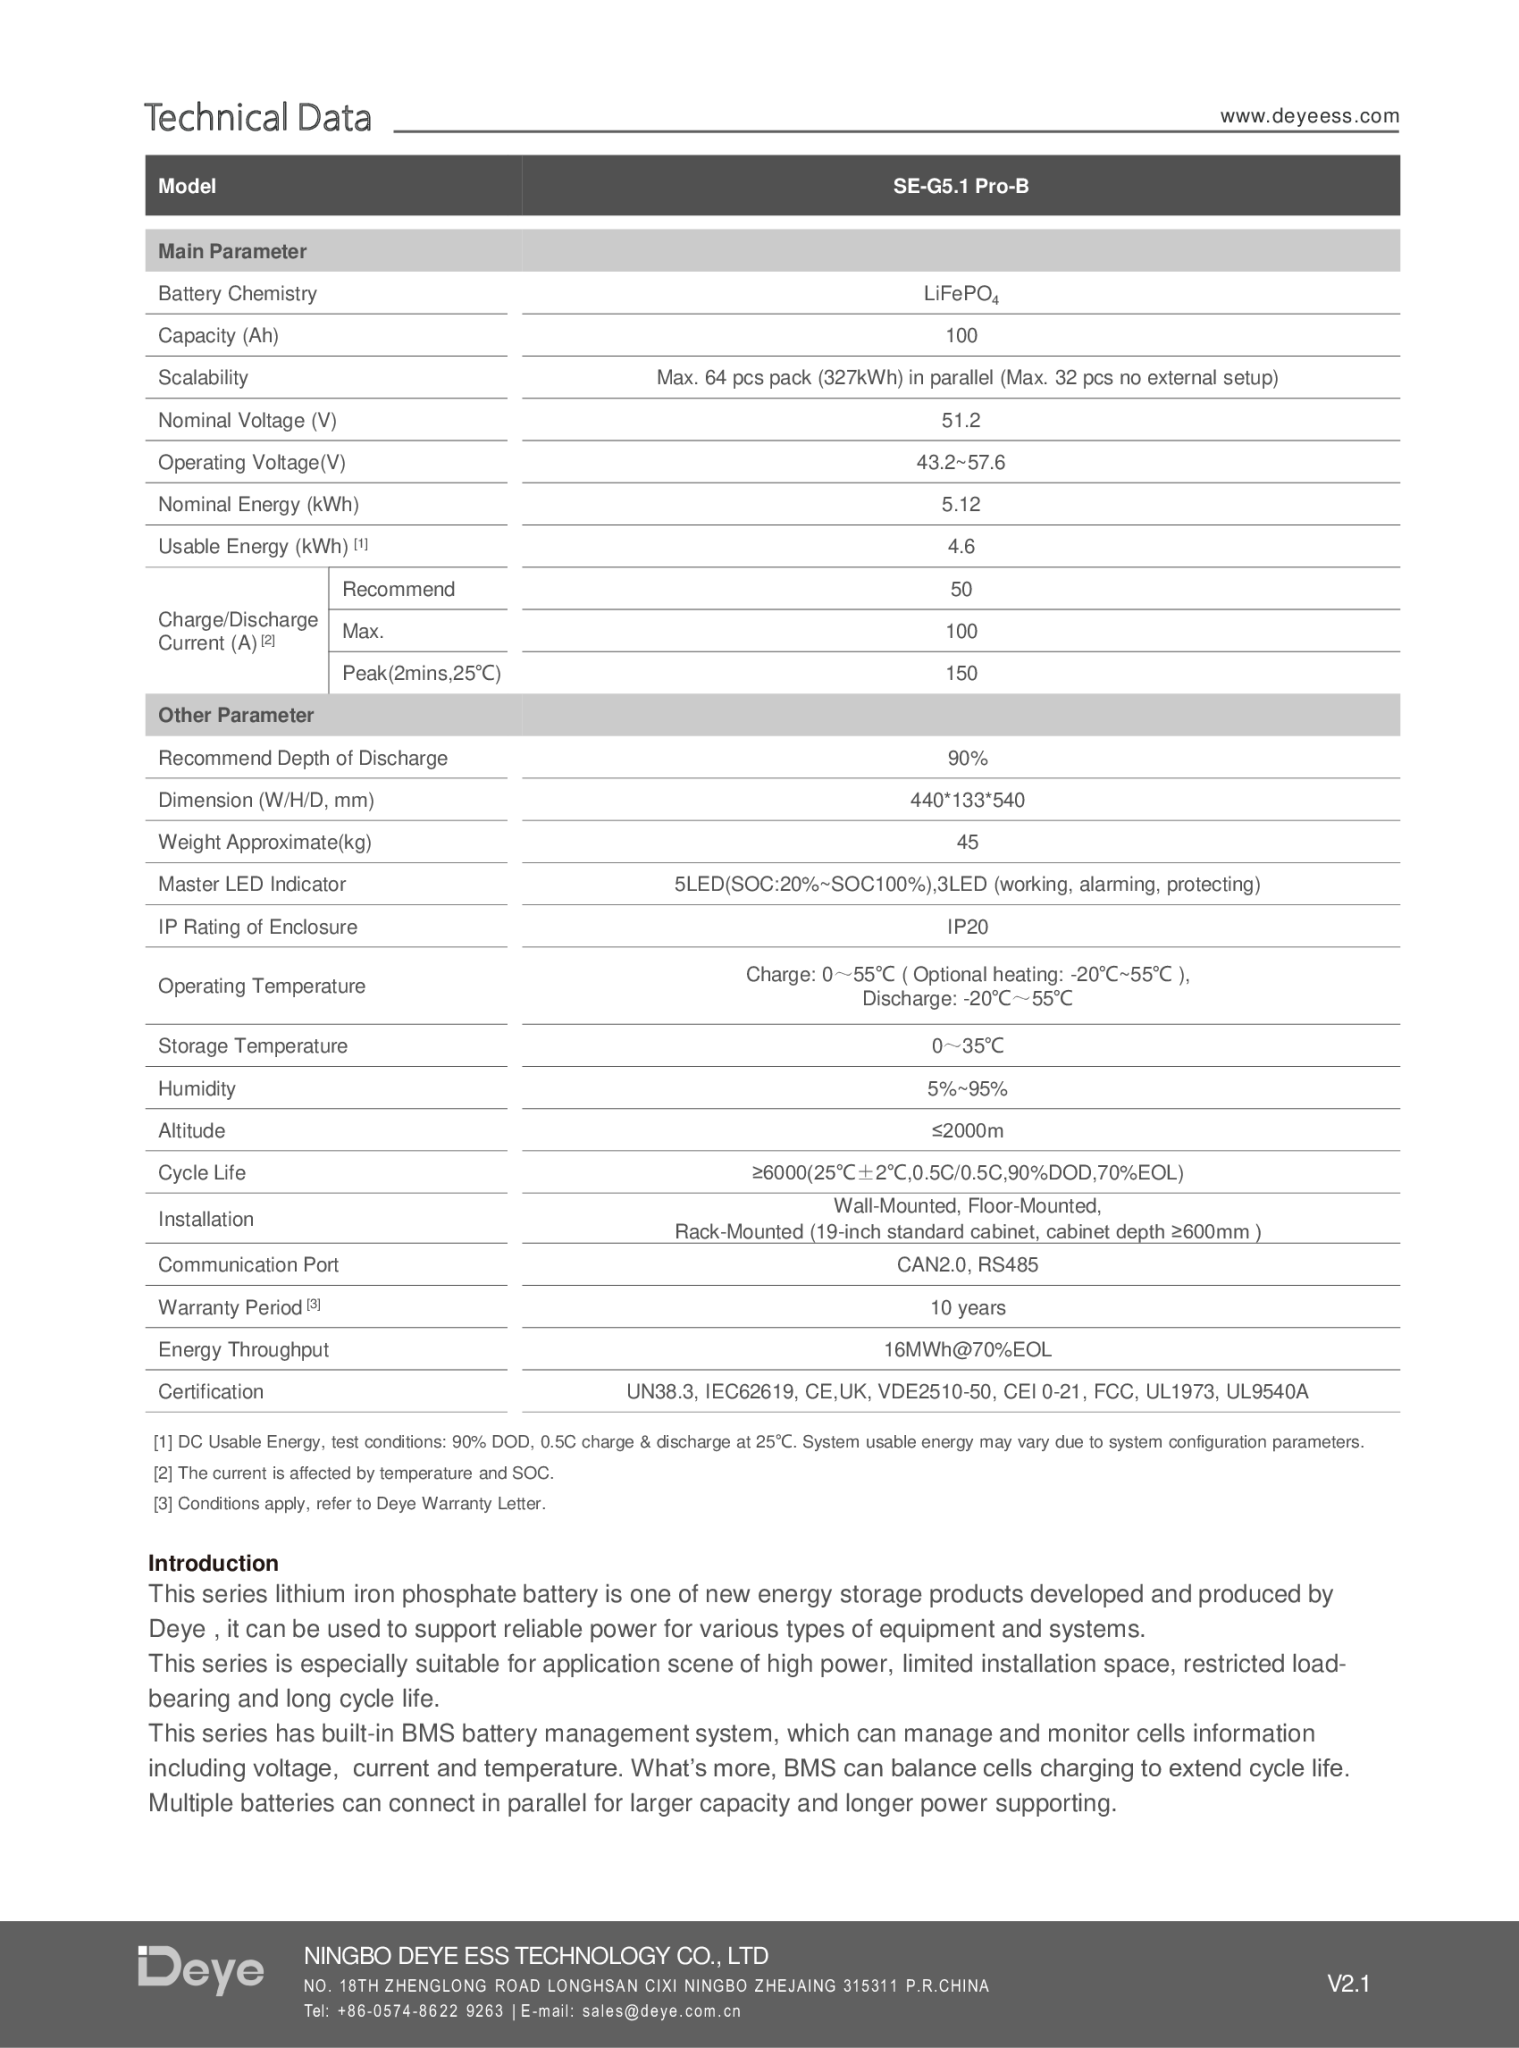 Technical Data
www.deyeess.com
Model SE-G5.1 Pro-B
Main Parameter
Battery Chemistry LiFePO₄
Capacity (Ah) 100
Scalability Max. 64 pcs pack (327kWh) in parallel (Max. 32 pcs no external setup)
Nominal Voltage (V) 51.2
Operating Voltage(V) 43.2~57.6
Nominal Energy (kWh) 5.12
Usable Energy (kWh) [1] 4.6
Charge/Discharge
Current (A) [2]
Recommend 50
Max. 100
Peak(2mins,25℃) 150
Other Parameter
Recommend Depth of Discharge 90%
Dimension (W/H/D, mm) 440*133*540
Weight Approximate(kg) 45
Master LED Indicator 5LED(SOC:20%~SOC100%),3LED (working, alarming, protecting)
IP Rating of Enclosure IP20
Operating Temperature Charge: 0～55℃ ( Optional heating: -20℃~55℃ ),
Discharge: -20℃～55℃
Storage Temperature 0～35℃
Humidity 5%~95%
Altitude ≤2000m
Cycle Life ≥6000(25℃±2℃,0.5C/0.5C,90%DOD,70%EOL)
Installation Wall-Mounted, Floor-Mounted,
Rack-Mounted (19-inch standard cabinet, cabinet depth ≥600mm )
Communication Port CAN2.0, RS485
Warranty Period [3] 10 years
Energy Throughput 16MWh@70%EOL
Certification UN38.3, IEC62619, CE,UK, VDE2510-50, CEI 0-21, FCC, UL1973, UL9540A
[1] DC Usable Energy, test conditions: 90% DOD, 0.5C charge & discharge at 25℃. System usable energy may vary due to system configuration parameters.
[2] The current is affected by temperature and SOC.
[3] Conditions apply, refer to Deye Warranty Letter.
Introduction
This series lithium iron phosphate battery is one of new energy storage products developed and produced by
Deye , it can be used to support reliable power for various types of equipment and systems.
This series is especially suitable for application scene of high power, limited installation space, restricted load-
bearing and long cycle life.
This series has built-in BMS battery management system, which can manage and monitor cells information
including voltage,  current and temperature. What’s more, BMS can balance cells charging to extend cycle life.
Multiple batteries can connect in parallel for larger capacity and longer power supporting.
Deye
NINGBO DEYE ESS TECHNOLOGY CO., LTD
NO. 18TH ZHENGLONG ROAD LONGHSAN CIXI NINGBO ZHEJAING 315311 P.R.CHINA
Tel: +86-0574-8622 9263 | E-mail: sales@deye.com.cn
V2.1